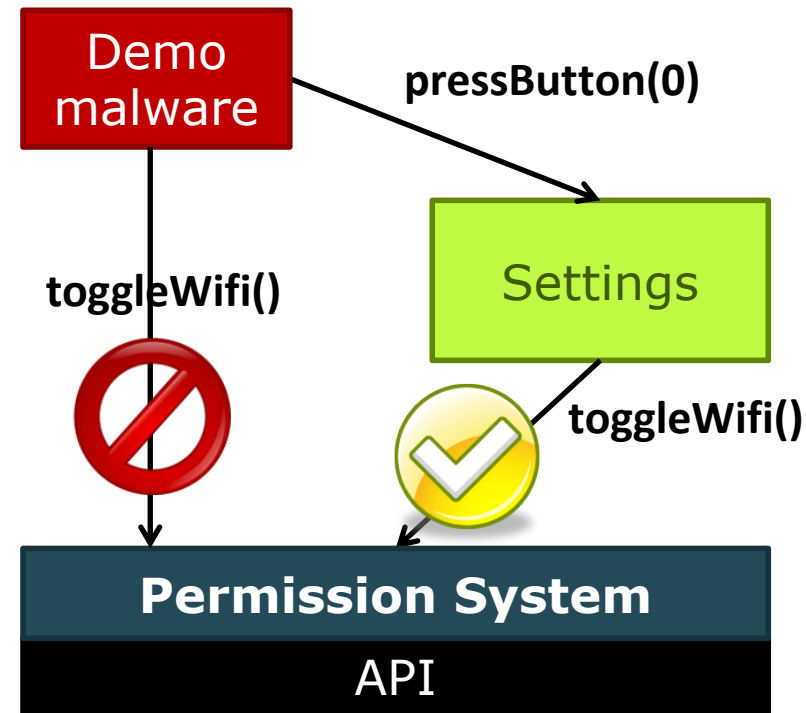 Demo
malware
pressButton(0)
Settings
toggleWifi()
toggleWifi()
Permission System
API